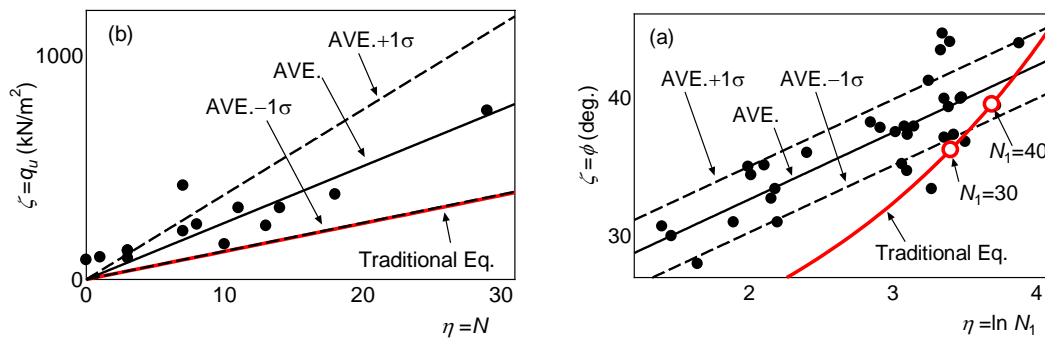 (b)
AVE.+1σ
AVE.
AVE.−1σ
Traditional Eq.
1000
0
ζ=qu (kN/m²)
0
10
20
30
η=N
(a)
AVE.+1σ
AVE.
AVE.−1σ
N1=40
N1=30
Traditional Eq.
40
30
ζ=ϕ (deg.)
2
3
4
η=ln N1